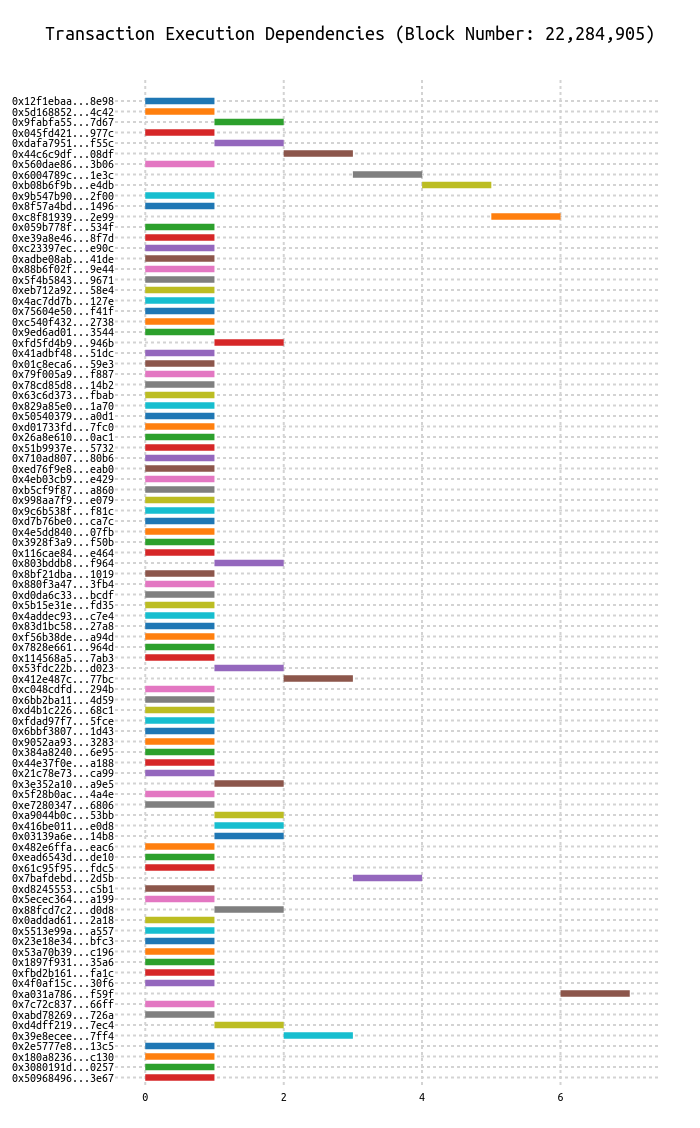 Transaction Execution Dependencies (Block Number: 22,284,905)
0x12f1ebaa...8e98
0x5d168852...4c42
0x9fabfa55...7d67
0x045fd421...977c
0xdafa7951...f55c
0x44c6c9df...08df
0x560dae86...3b06
0x6004789c...1e3c
0xb08b6f9b...e4db
0x9b547b90...2f00
0x8f57a4bd...1496
0xc8f81939...2e99
0x059b778f...534f
0xe39a8e46...8f7d
0xc23397ec...e90c
0xadbe08ab...41de
0x88b6f02f...9e44
0x5f4b5843...9671
0xeb712a92...58e4
0x4ac7dd7b...127e
0x75604e50...f41f
0xc540f432...2738
0x9ed6ad01...3544
0xfd5fd4b9...946b
0x41adbf48...51dc
0x01c8eca6...59e3
0x79f005a9...f887
0x78cd85d8...14b2
0x63c6d373...fbab
0x829a85e0...1a70
0x50540379...a0d1
0xd01733fd...7fc0
0x26a8e610...0ac1
0x51b9937e...5732
0x710ad807...80b6
0xed76f9e8...eab0
0x4eb03cb9...e429
0xb5cf9f87...a860
0x998aa7f9...e079
0x9c6b538f...f81c
0xd7b76be0...ca7c
0x4e5dd840...07fb
0x3928f3a9...f50b
0x116cae84...e464
0x803bddb8...f964
0x8bf21dba...1019
0x880f3a47...3fb4
0xd0da6c33...bcdf
0x5b15e31e...fd35
0x4addec93...c7e4
0x83d1bc58...27a8
0xf56b38de...a94d
0x7828e661...964d
0x114568a5...7ab3
0x53fdc22b...d023
0x412e487c...77bc
0xc048cdfd...294b
0x6bb2ba11...4d59
0xd4b1c226...68c1
0xfdad97f7...5fce
0x6bbf3807...1d43
0x9052aa93...3283
0x384a8240...6e95
0x44e37f0e...a188
0x21c78e73...ca99
0x3e352a10...a9e5
0x5f28b0ac...4a4e
0xe7280347...6806
0xa9044b0c...53bb
0x416be011...e0d8
0x03139a6e...14b8
0x482e6ffa...eac6
0xead6543d...de10
0x61c95f95...fdc5
0x7bafdebd...2d5b
0xd8245553...c5b1
0x5ecec364...a199
0x88fcd7c2...d0d8
0x0addad61...2a18
0x5513e99a...a557
0x23e18e34...bfc3
0x53a70b39...c196
0x1897f931...35a6
0xfbd2b161...fa1c
0x4f0af15c...30f6
0xa031a786...f59f
0x7c72c837...66ff
0xabd78269...726a
0xd4dff219...7ec4
0x39e8ecee...7ff4
0x2e5777e8...13c5
0x180a8236...c130
0x3080191d...0257
0x50968496...3e67
0 2 4 6